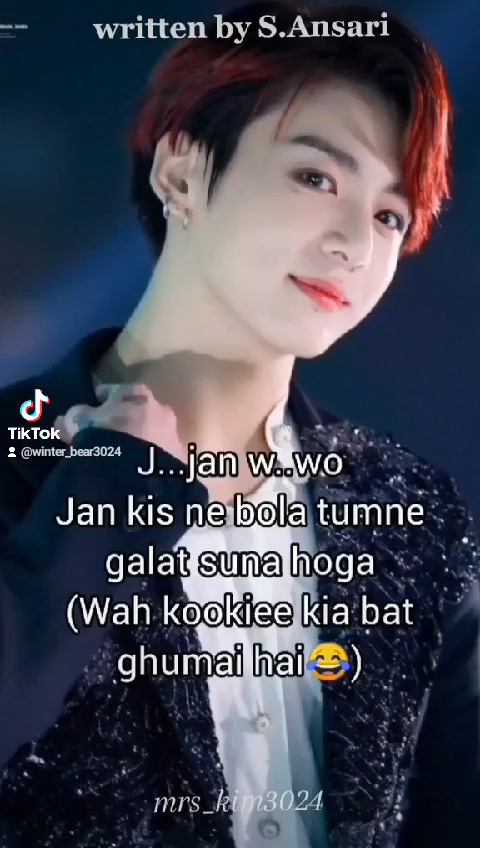 written by S.Ansari
TikTok
@winter_bear3024
J...jan w..wo
Jan kis ne bola tumne
galat suna hoga
(Wah kookiee kia bat
ghumai hai😂)
mrs_kim3024